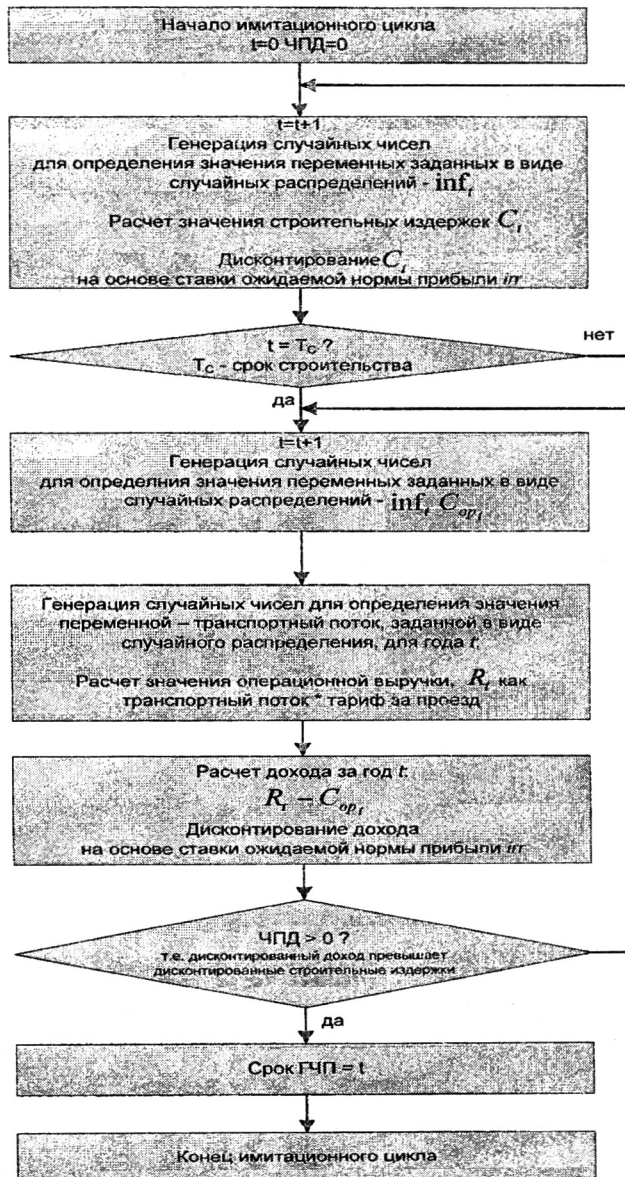 Начало имитационного цикла
t=0 ЧПД=0
t=t+1
Генерация случайных чисел
для определения значения переменных заданных в виде
случайных распределений - inf_t
Расчет значения строительных издержек C_t
Дисконтирование C_t
на основе ставки ожидаемой нормы прибыли irr
t = T_C ?
T_C - срок строительства
нет
да
t=t+1
Генерация случайных чисел
для определния значения переменных заданных в виде
случайных распределений - inf_t C_op_t
Генерация случайных чисел для определения значения
переменной – транспортный поток, заданной в виде
случайного распределения, для года t;
Расчет значения операционной выручки, R_t как
транспортный поток * тариф за проезд
Расчет дохода за год t:
R_t – C_op_t
Дисконтирование дохода
на основе ставки ожидаемой нормы прибыли irr
ЧПД > 0 ?
т.е. дисконтированный доход превышает
дисконтированные строительные издержки
да
Срок ГЧП = t
Конец имитационного цикла